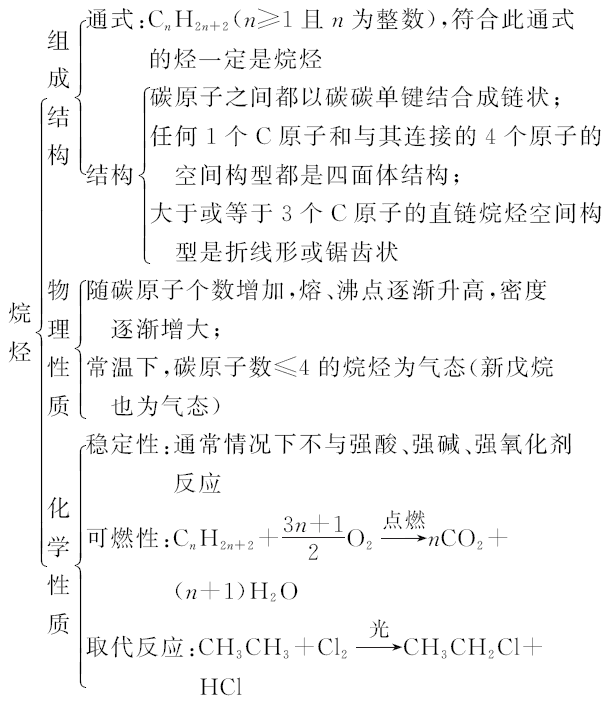 烷烃
组成结构
通式:CₙH₂ₙ₊₂(n≥1且n为整数),符合此通式
的烃一定是烷烃
结构
碳原子之间都以碳碳单键结合成链状;
任何1个C原子和与其连接的4个原子的
空间构型都是四面体结构;
大于或等于3个C原子的直链烷烃空间构
型是折线形或锯齿状
物理性质
随碳原子个数增加,熔、沸点逐渐升高,密度
逐渐增大;
常温下,碳原子数≤4的烷烃为气态(新戊烷
也为气态)
化学性质
稳定性:通常情况下不与强酸、强碱、强氧化剂
反应
可燃性:CₙH₂ₙ₊₂+(3n+1)/2 O₂ —点燃→ nCO₂+
(n+1)H₂O
取代反应:CH₃CH₃+Cl₂ —光→ CH₃CH₂Cl+
HCl